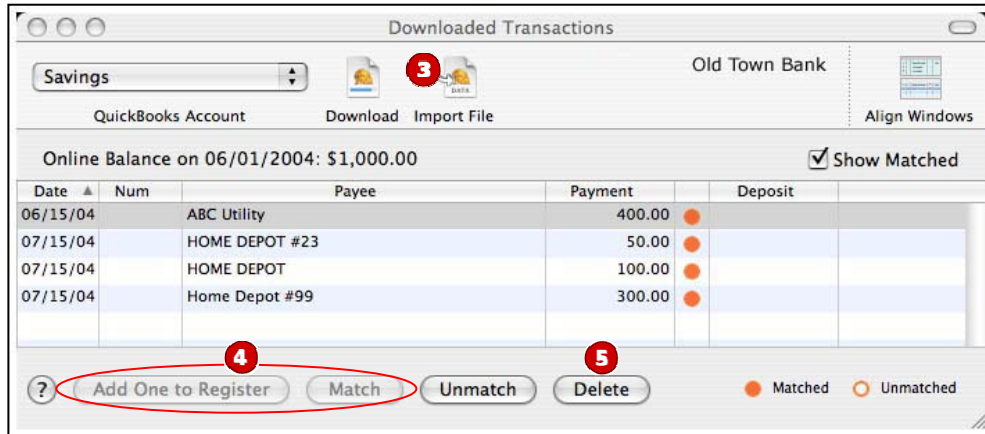 Downloaded Transactions
Savings
3
DATA
Old Town Bank
QuickBooks Account Download Import File Align Windows
Online Balance on 06/01/2004: $1,000.00 Show Matched
Date Num Payee Payment Deposit
06/15/04 ABC Utility 400.00
07/15/04 HOME DEPOT #23 50.00
07/15/04 HOME DEPOT 100.00
07/15/04 Home Depot #99 300.00
4 5
? Add One to Register Match Unmatch Delete Matched Unmatched